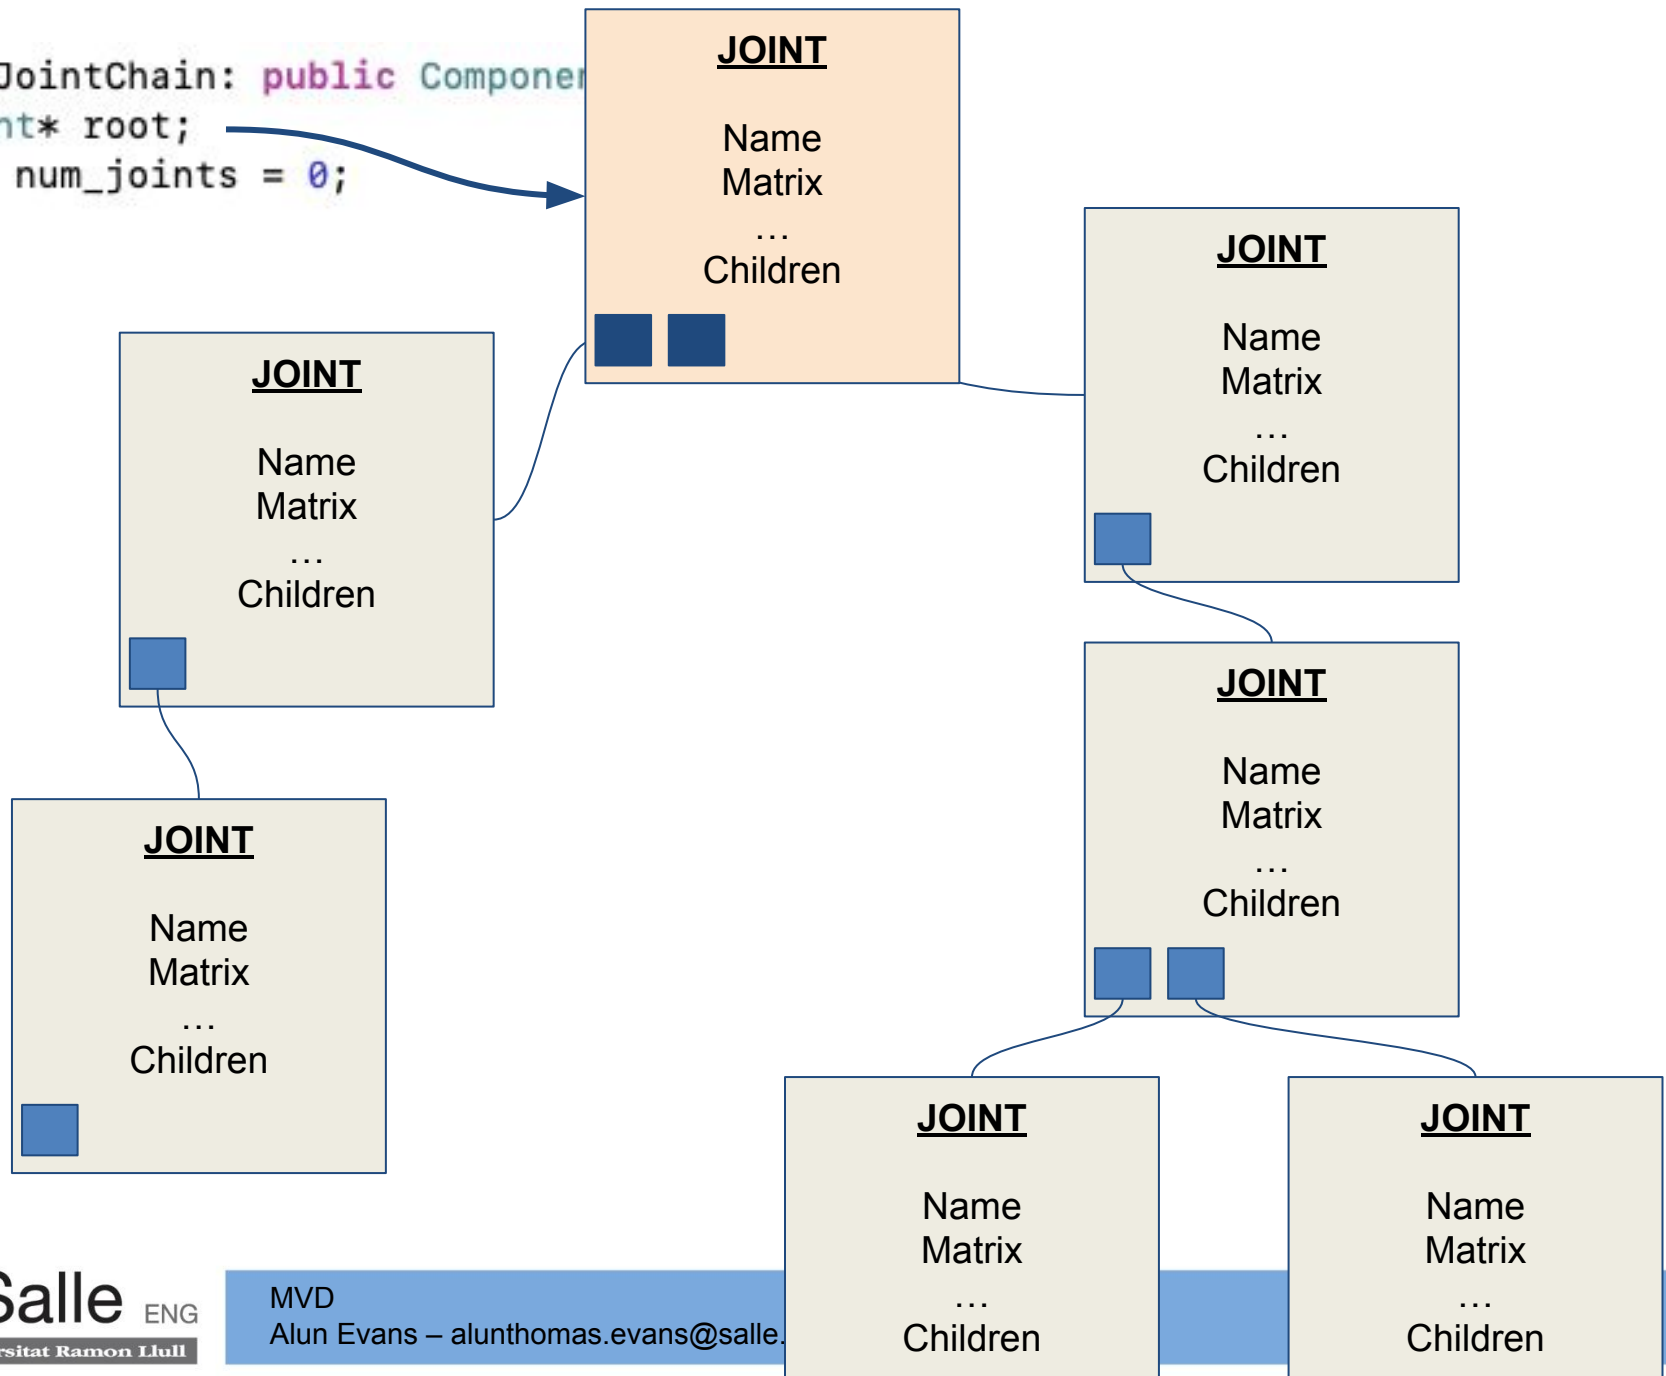 JointChain: public Componen
nt* root;
num_joints = 0;
JOINT
Name
Matrix
…
Children
JOINT
Name
Matrix
…
Children
JOINT
Name
Matrix
…
Children
JOINT
Name
Matrix
…
Children
JOINT
Name
Matrix
…
Children
JOINT
Name
Matrix
…
Children
JOINT
Name
Matrix
…
Children
Salle ENG
rsitat Ramon Llull
MVD
Alun Evans – alunthomas.evans@salle.